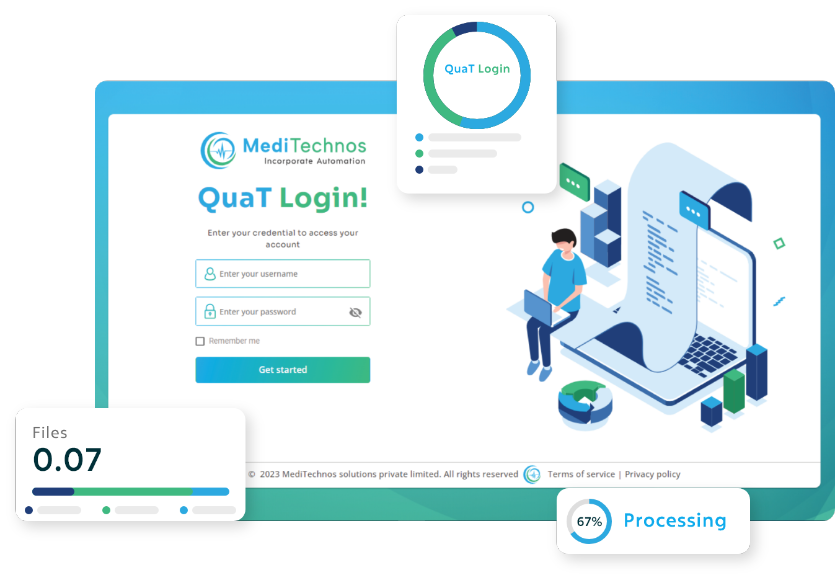 QuaT Login
MediTechnos
Incorporate Automation
QuaT Login!
Enter your credential to access your
account
Enter your username
Enter your password
Remember me
Get started
Files
0.07
© 2023 MediTechnos solutions private limited. All rights reserved Terms of service | Privacy policy
67% Processing